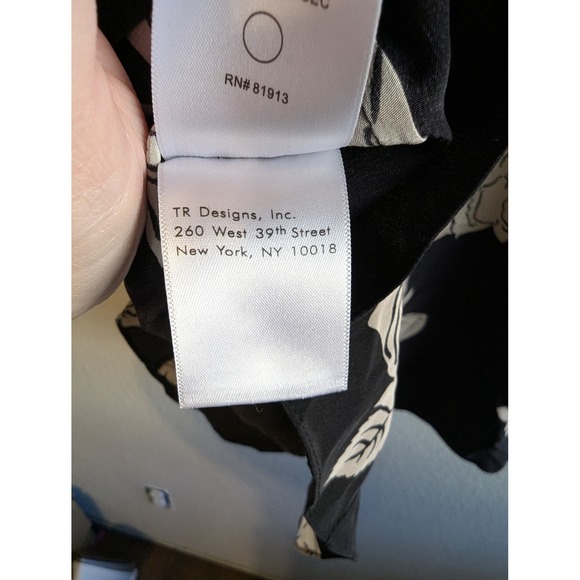 RN# 81913
TR Designs, Inc.
260 West 39th Street
New York, NY 10018